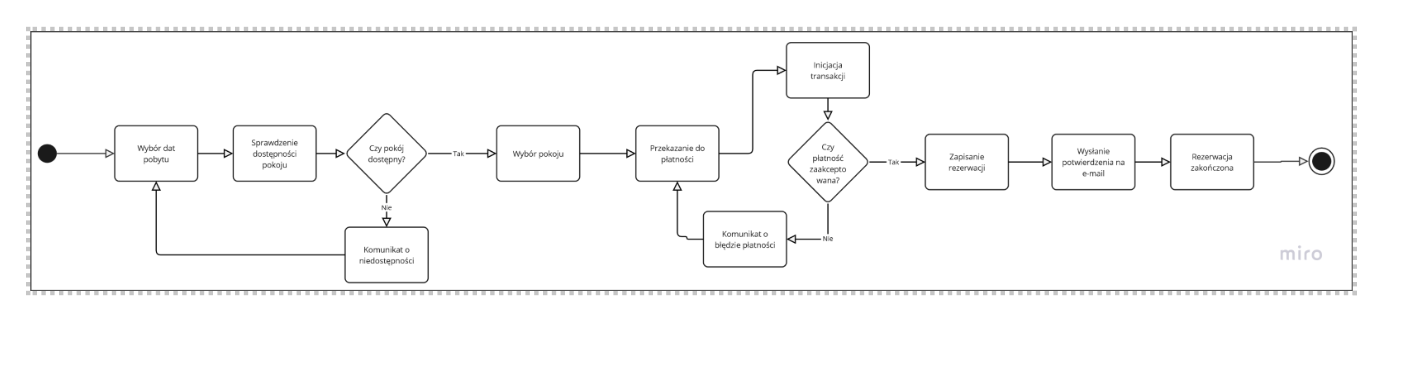 Wybór dat
pobytu
Sprawdzenie
dostępności
pokoju
Czy pokój
dostępny?
Tak
Nie
Komunikat o
niedostępności
Wybór pokoju
Przekazanie do
płatności
Inicjacja
transakcji
Czy
płatność
zaakcepto
wana?
Nie
Komunikat o
błędzie płatności
Tak
Zapisanie
rezerwacji
Wysłanie
potwierdzenia na
e-mail
Rezerwacja
zakończona
miro